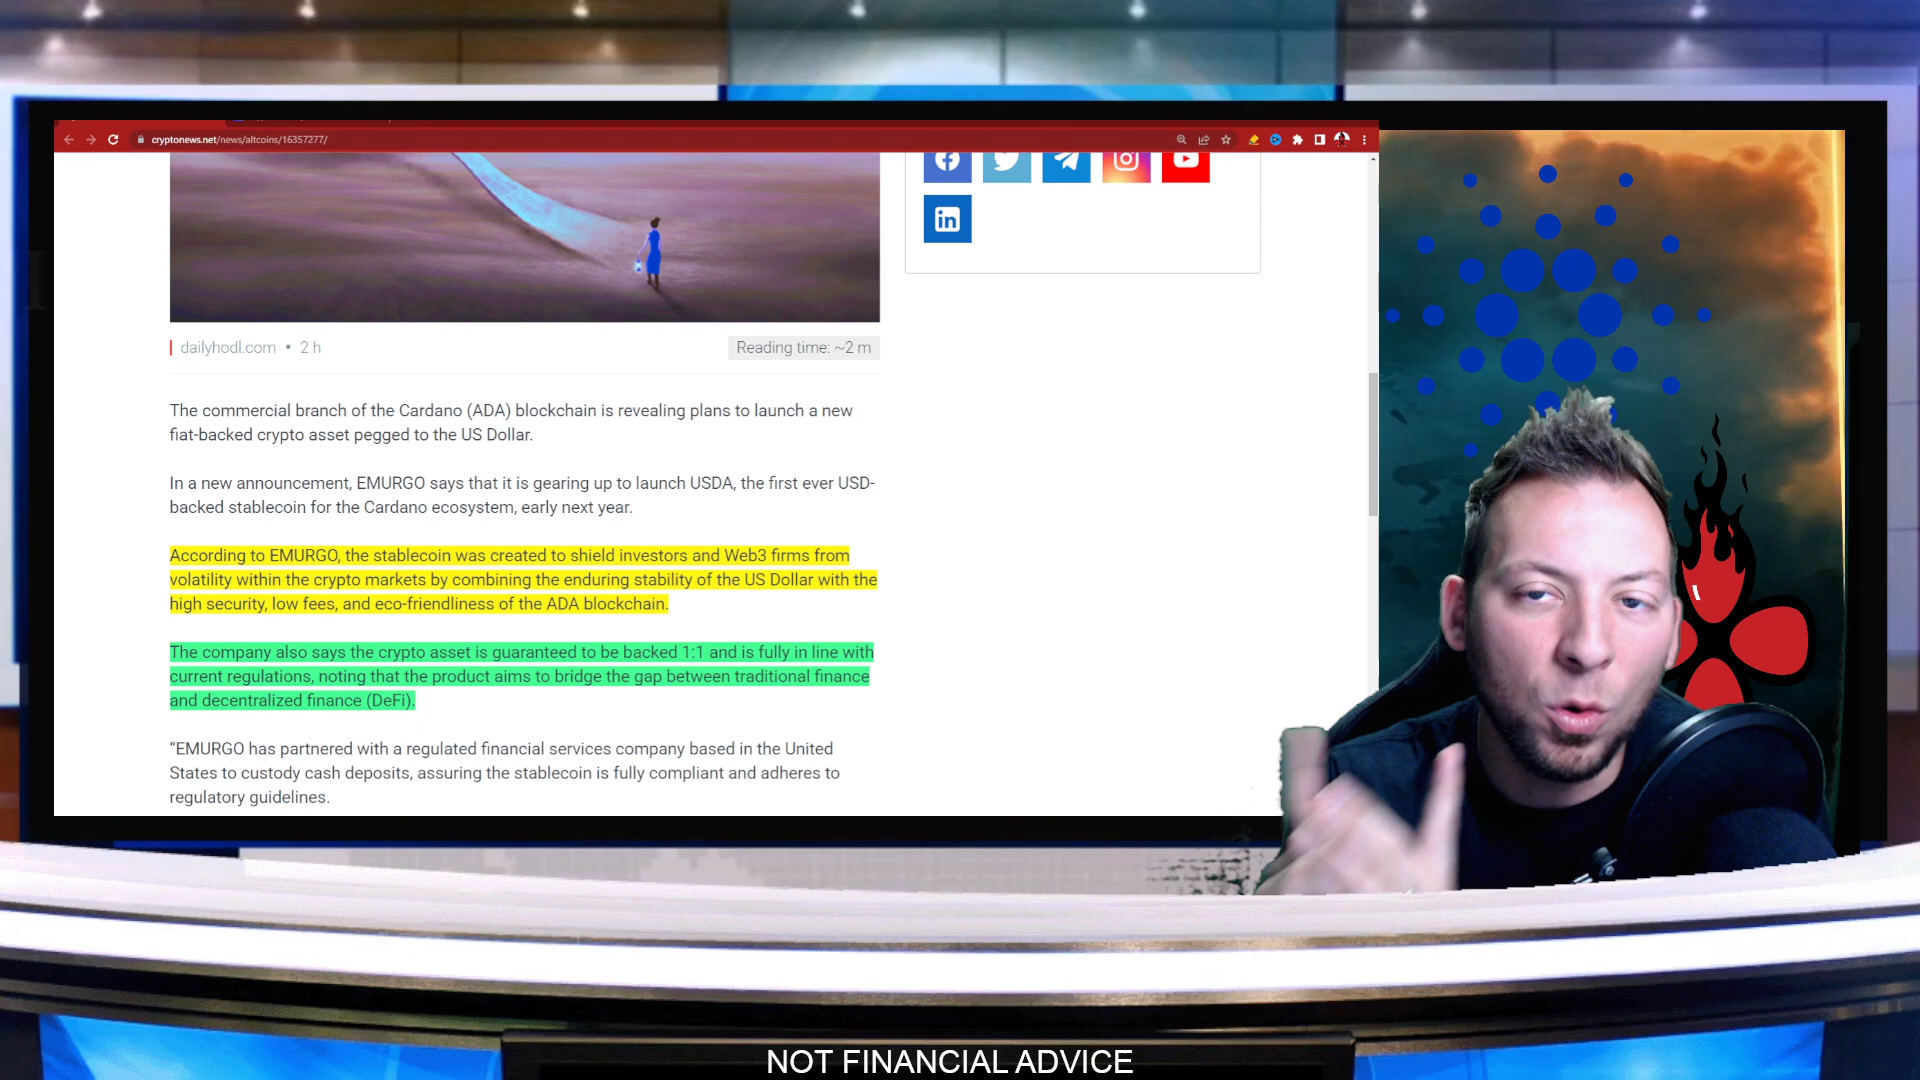 cryptonews.net/news/altcoins/16357277/
in
dailyhodl.com • 2 h
Reading time: ~2 m
The commercial branch of the Cardano (ADA) blockchain is revealing plans to launch a new
fiat-backed crypto asset pegged to the US Dollar.
In a new announcement, EMURGO says that it is gearing up to launch USDA, the first ever USD-
backed stablecoin for the Cardano ecosystem, early next year.
According to EMURGO, the stablecoin was created to shield investors and Web3 firms from
volatility within the crypto markets by combining the enduring stability of the US Dollar with the
high security, low fees, and eco-friendliness of the ADA blockchain.
The company also says the crypto asset is guaranteed to be backed 1:1 and is fully in line with
current regulations, noting that the product aims to bridge the gap between traditional finance
and decentralized finance (DeFi).
“EMURGO has partnered with a regulated financial services company based in the United
States to custody cash deposits, assuring the stablecoin is fully compliant and adheres to
regulatory guidelines.
NOT FINANCIAL ADVICE